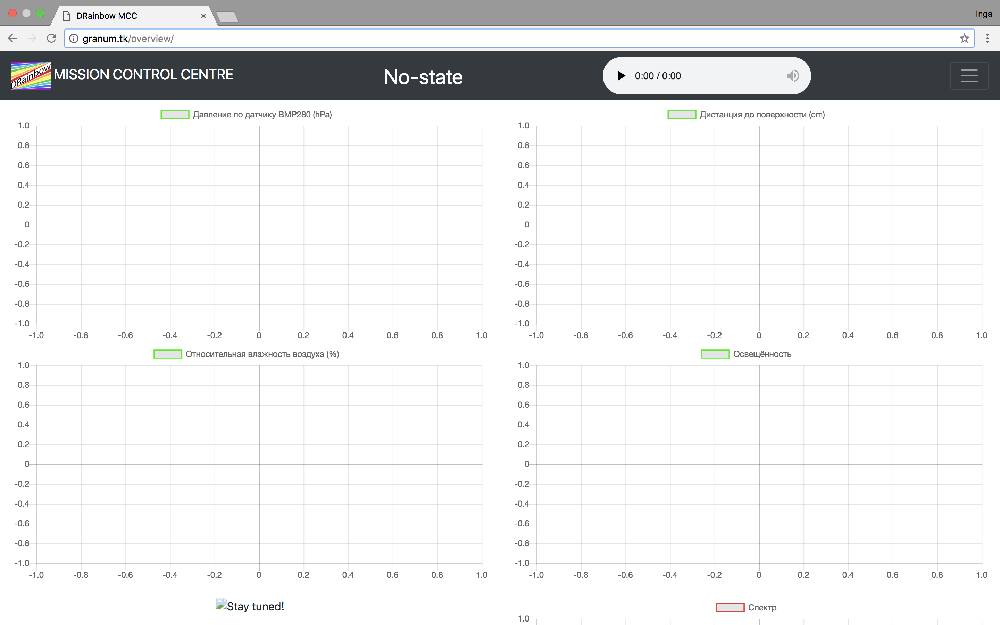 DRainbow MCC
Inga
granum.tk/overview/
DRainbow
MISSION CONTROL CENTRE
No-state
0:00 / 0:00
Давление по датчику BMP280 (hPa)
1.0
0.8
0.6
0.4
0.2
0
-0.2
-0.4
-0.6
-0.8
-1.0
-1.0 -0.8 -0.6 -0.4 -0.2 0 0.2 0.4 0.6 0.8 1.0
Дистанция до поверхности (cm)
1.0
0.8
0.6
0.4
0.2
0
-0.2
-0.4
-0.6
-0.8
-1.0
-1.0 -0.8 -0.6 -0.4 -0.2 0 0.2 0.4 0.6 0.8 1.0
Относительная влажность воздуха (%)
1.0
0.8
0.6
0.4
0.2
0
-0.2
-0.4
-0.6
-0.8
-1.0
-1.0 -0.8 -0.6 -0.4 -0.2 0 0.2 0.4 0.6 0.8 1.0
Освещённость
1.0
0.8
0.6
0.4
0.2
0
-0.2
-0.4
-0.6
-0.8
-1.0
-1.0 -0.8 -0.6 -0.4 -0.2 0 0.2 0.4 0.6 0.8 1.0
Stay tuned!
Спектр
1.0